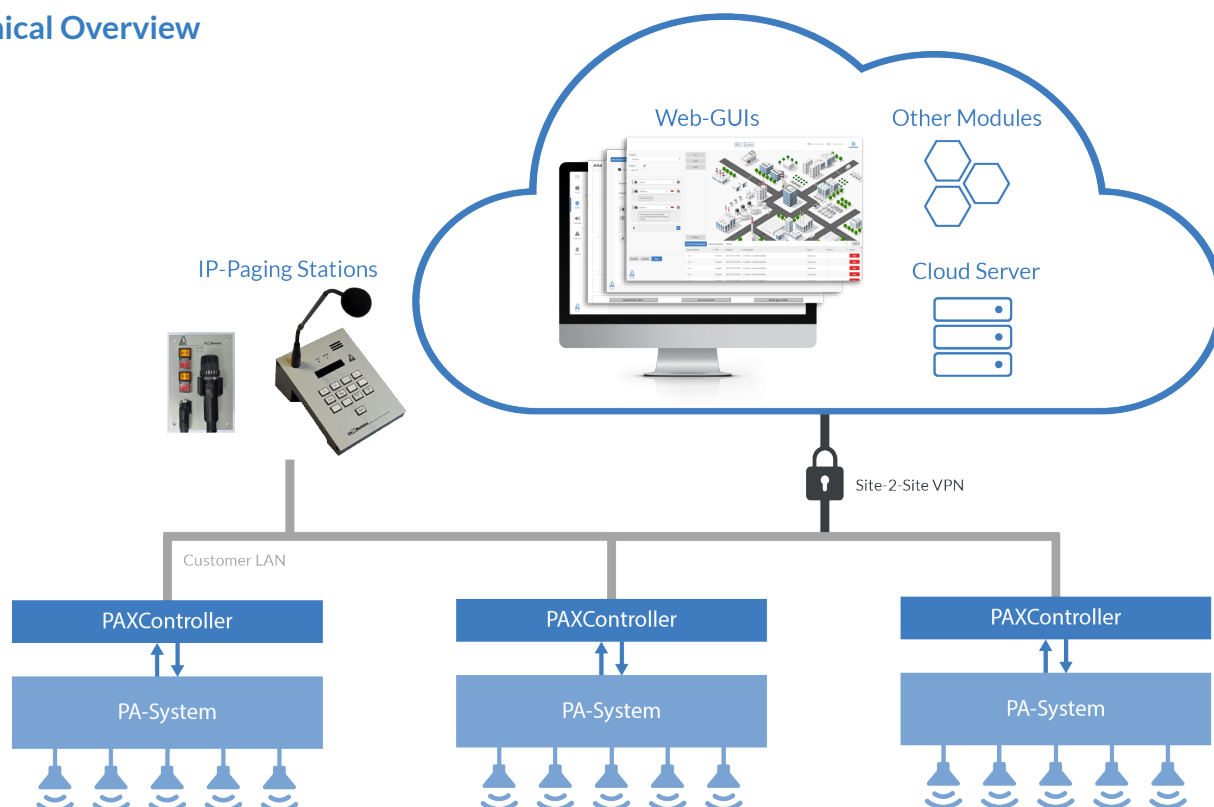 nical Overview
Web-GUIs
Other Modules
IP-Paging Stations
Cloud Server
Site-2-Site VPN
Customer LAN
PAXController
PAXController
PAXController
PA-System
PA-System
PA-System